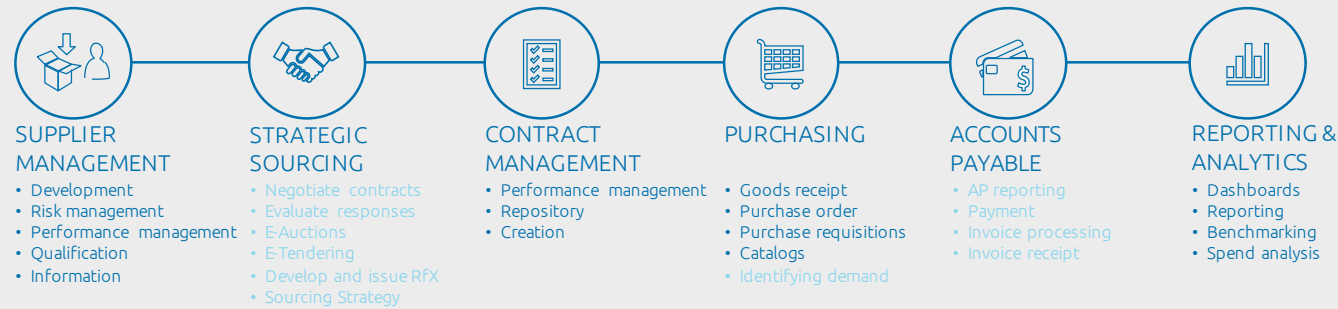 SUPPLIER
MANAGEMENT
• Development
• Risk management
• Performance management
• Qualification
• Information
STRATEGIC
SOURCING
• Negotiate contracts
• Evaluate responses
• E-Auctions
• E-Tendering
• Develop and issue RfX
• Sourcing Strategy
CONTRACT
MANAGEMENT
• Performance management
• Repository
• Creation
PURCHASING
• Goods receipt
• Purchase order
• Purchase requisitions
• Catalogs
• Identifying demand
$
ACCOUNTS
PAYABLE
• AP reporting
• Payment
• Invoice processing
• Invoice receipt
REPORTING &
ANALYTICS
• Dashboards
• Reporting
• Benchmarking
• Spend analysis